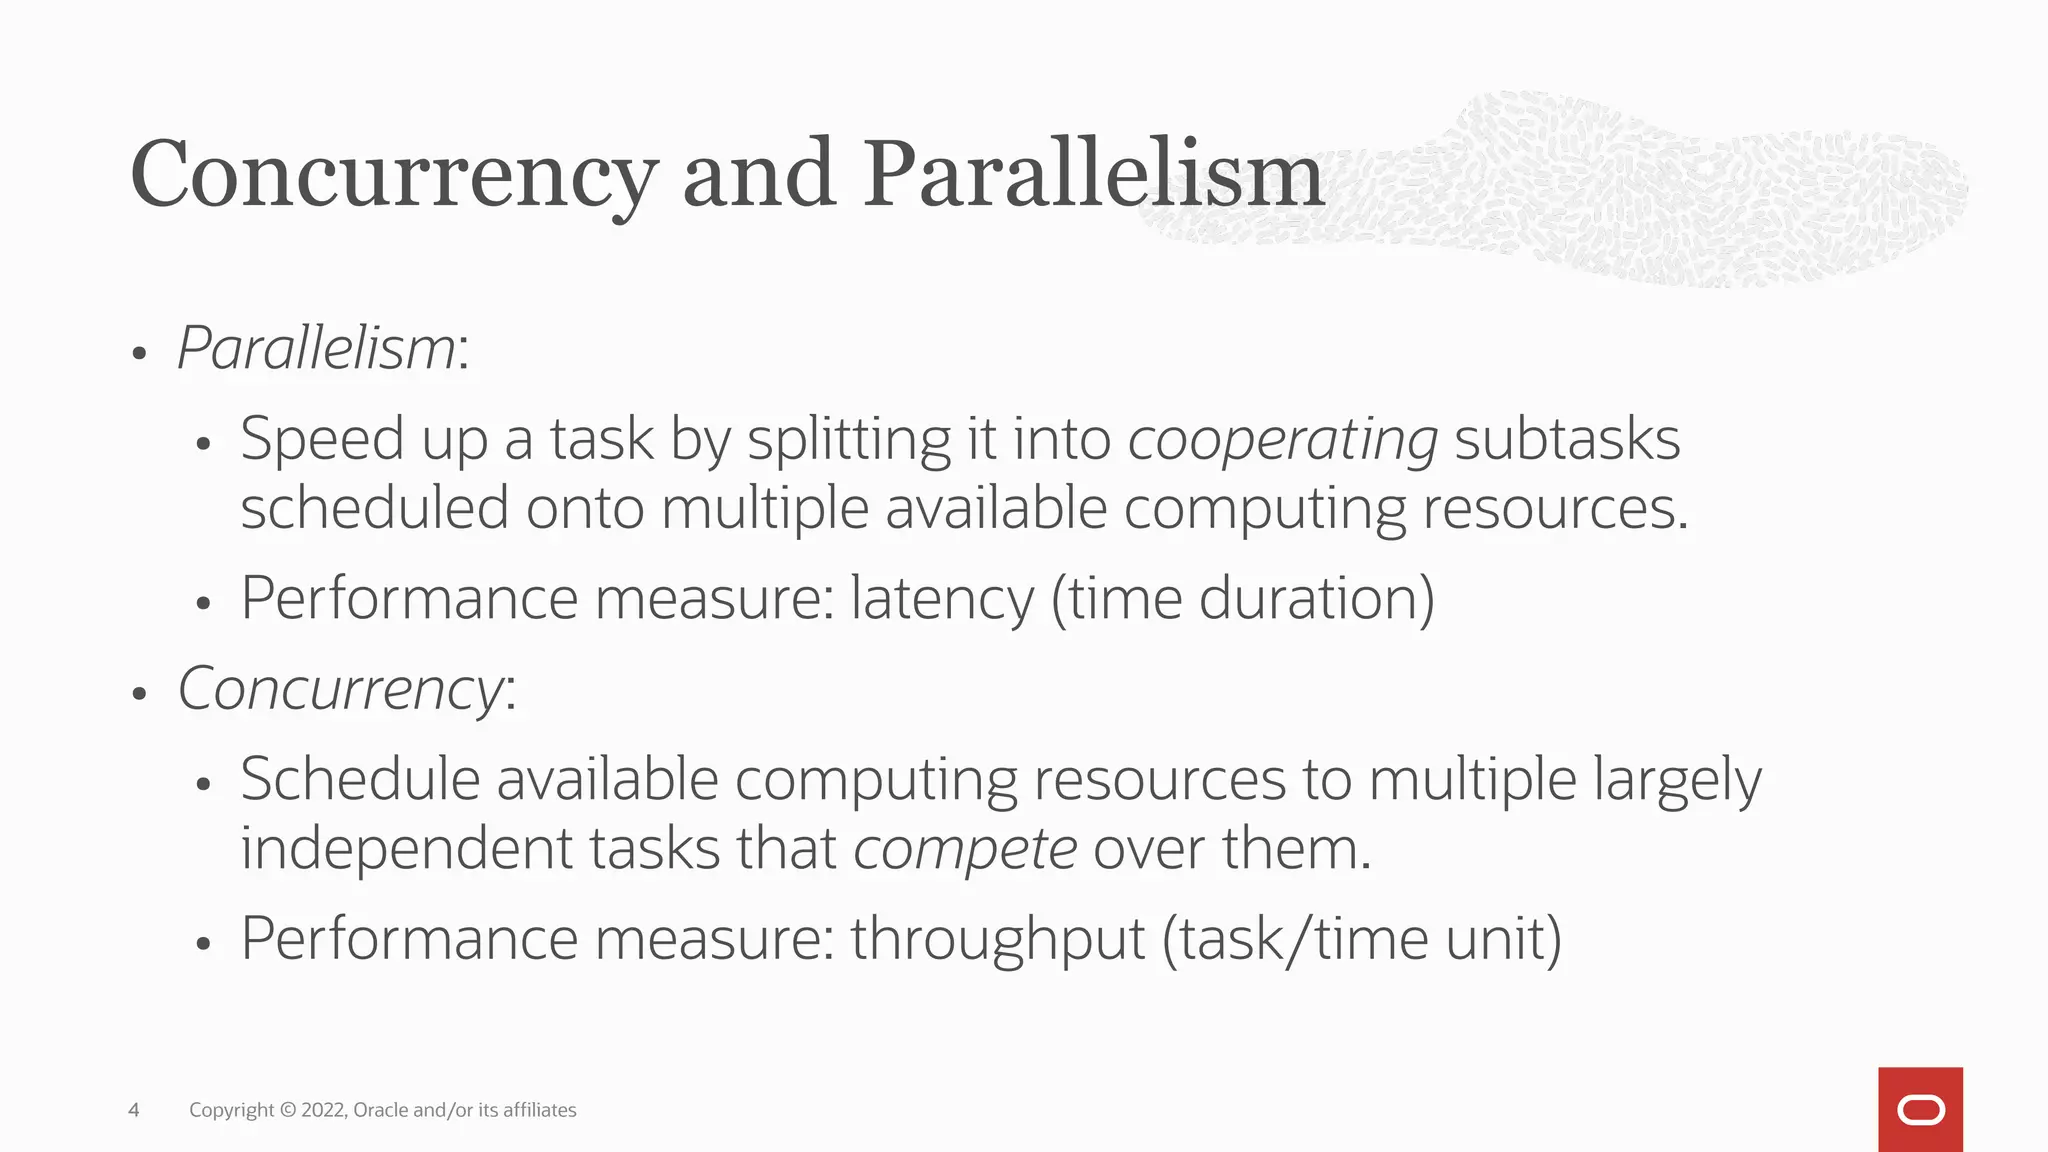 Concurrency and Parallelism
• Parallelism:
• Speed up a task by splitting it into cooperating subtasks
scheduled onto multiple available computing resources.
• Performance measure: latency (time duration)
• Concurrency:
• Schedule available computing resources to multiple largely
independent tasks that compete over them.
• Performance measure: throughput (task/time unit)
4 Copyright © 2022, Oracle and/or its affiliates